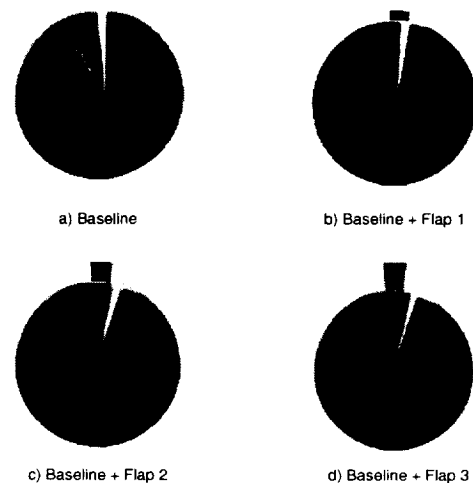 a) Baseline
b) Baseline + Flap 1
c) Baseline + Flap 2
d) Baseline + Flap 3